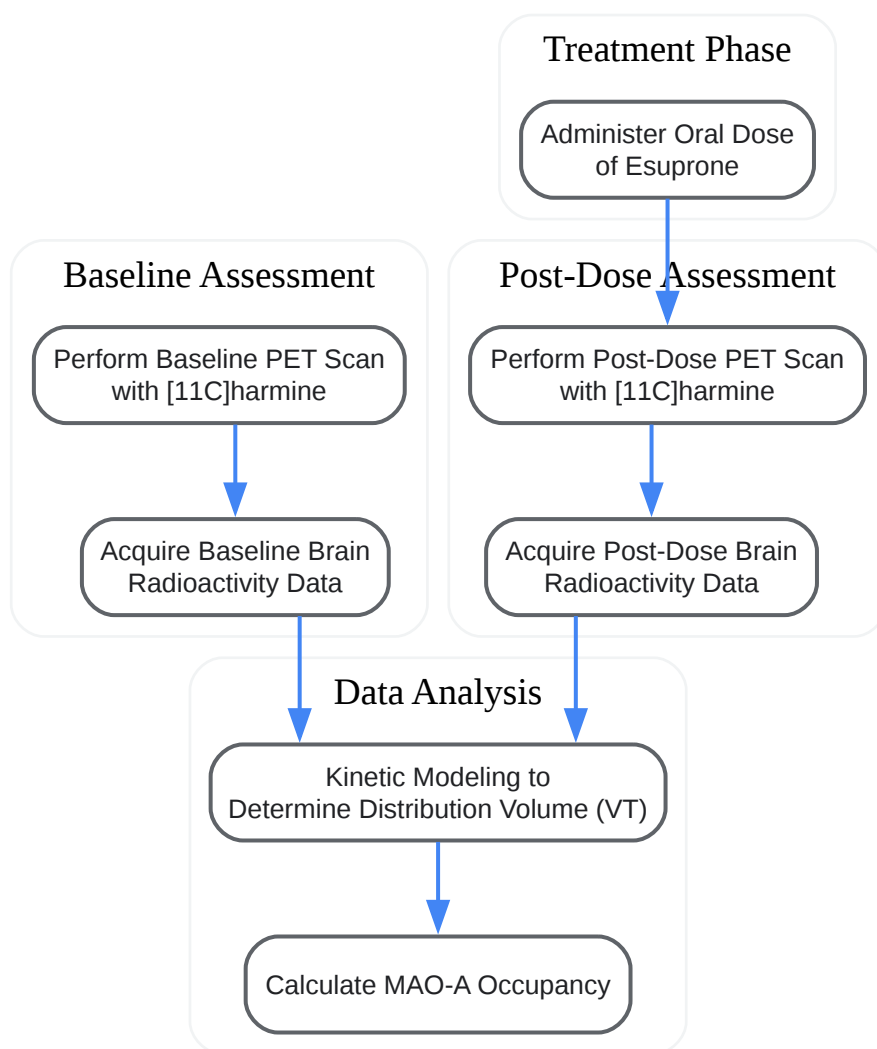 Treatment Phase
Administer Oral Dose
of Esuprone
Baseline Assessment
Perform Baseline PET Scan
with [11C]harmine
Acquire Baseline Brain
Radioactivity Data
Post-Dose Assessment
Perform Post-Dose PET Scan
with [11C]harmine
Acquire Post-Dose Brain
Radioactivity Data
Data Analysis
Kinetic Modeling to
Determine Distribution Volume (VT)
Calculate MAO-A Occupancy